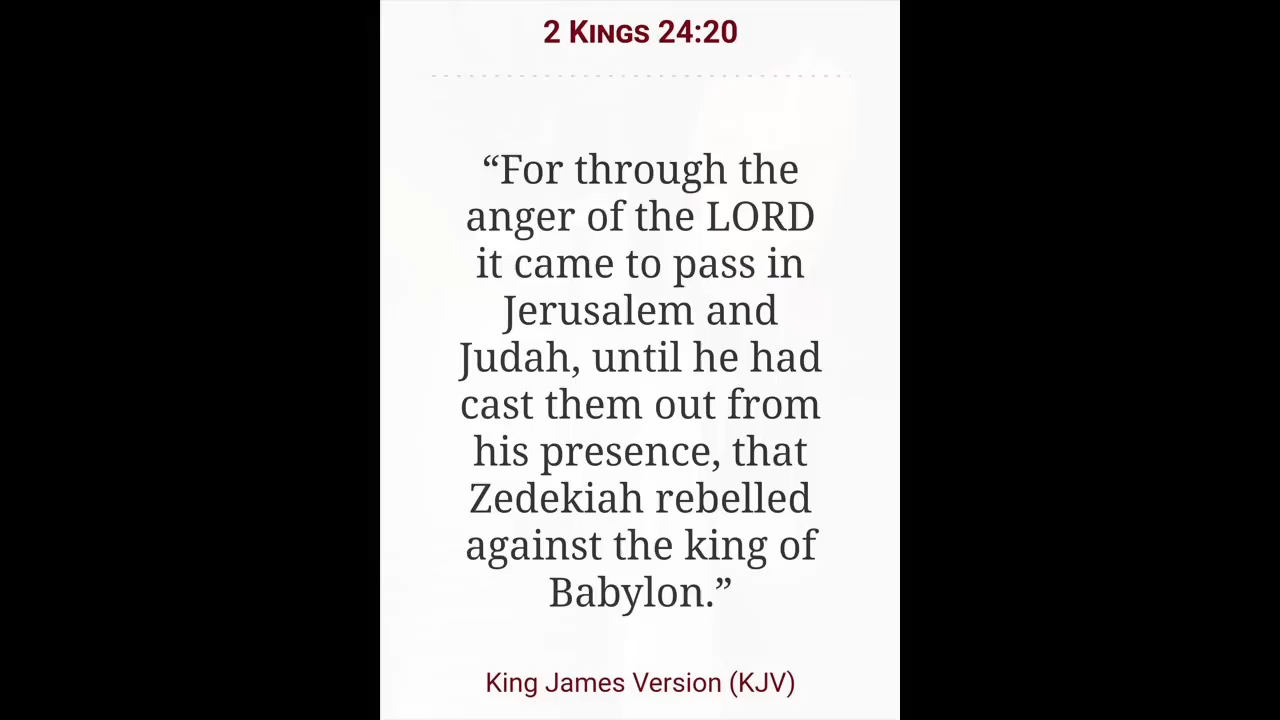 2 Kings 24:20
“For through the
anger of the LORD
it came to pass in
Jerusalem and
Judah, until he had
cast them out from
his presence, that
Zedekiah rebelled
against the king of
Babylon.”
King James Version (KJV)